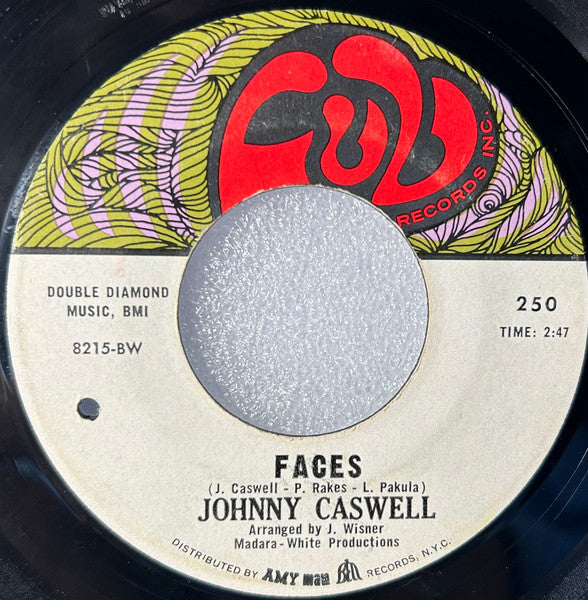 LUV
RECORDS INC.
DOUBLE DIAMOND
MUSIC, BMI
8215-BW
250
TIME: 2:47
FACES
(J. Caswell - P. Rakes - L. Pakula)
JOHNNY CASWELL
Arranged by J. Wisner
Madara-White Productions
DISTRIBUTED BY AMY mala Bell RECORDS, N.Y.C.